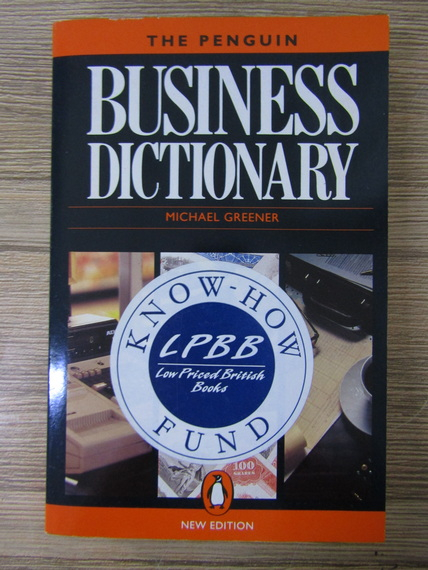 THE PENGUIN
BUSINESS
DICTIONARY
MICHAEL GREENER
KNOW-HOW
LPBB
Low Priced British
Books
FUND
100
NEW EDITION